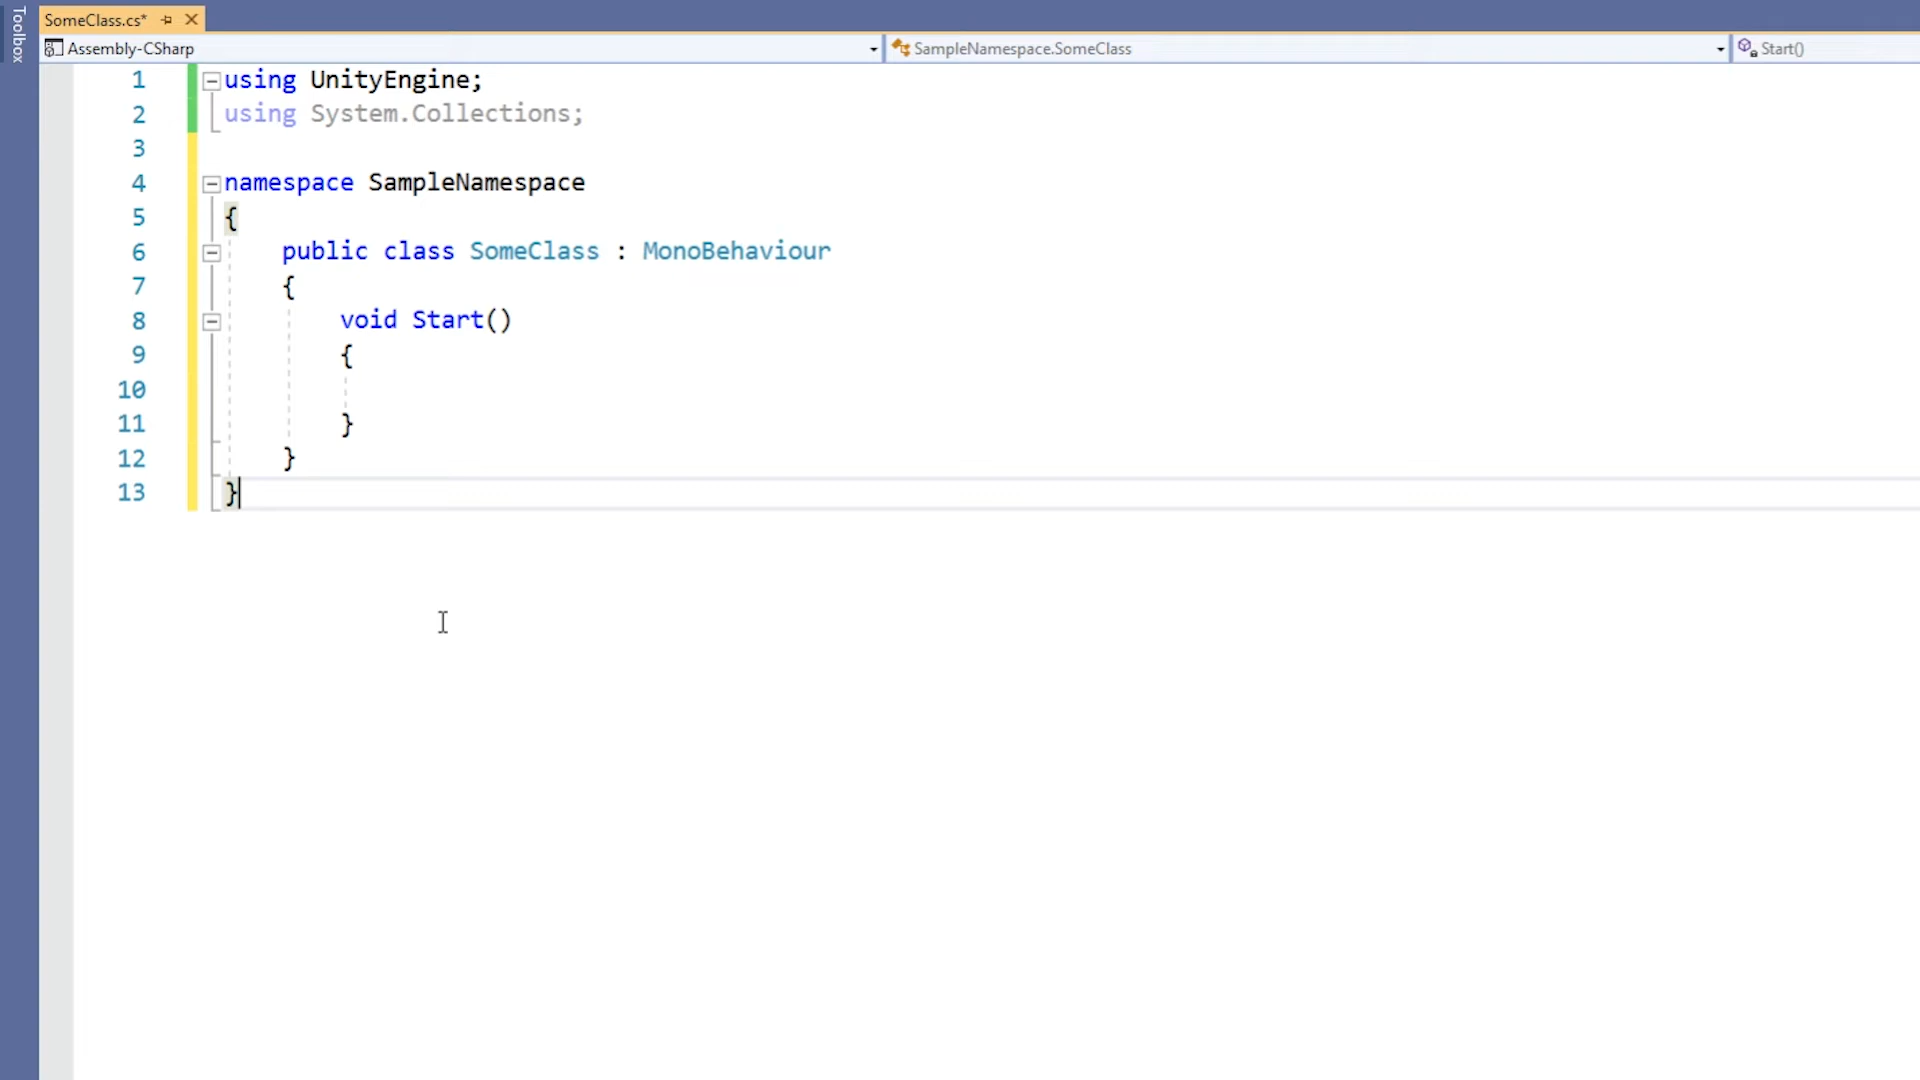 Toolbox
SomeClass.cs*
Assembly-CSharp
SampleNamespace.SomeClass
Start()
1 using UnityEngine;
2 using System.Collections;
3
4 namespace SampleNamespace
5 {
6 public class SomeClass : MonoBehaviour
7 {
8 void Start()
9 {
10
11 }
12 }
13 }